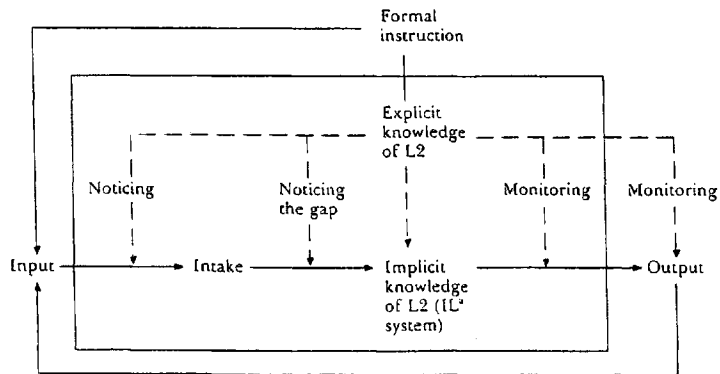 Formal
instruction
Explicit
knowledge
of L2
Noticing
Noticing
the gap
Monitoring
Monitoring
Input
Intake
Implicit
knowledge
of L2 (ILª
system)
Output